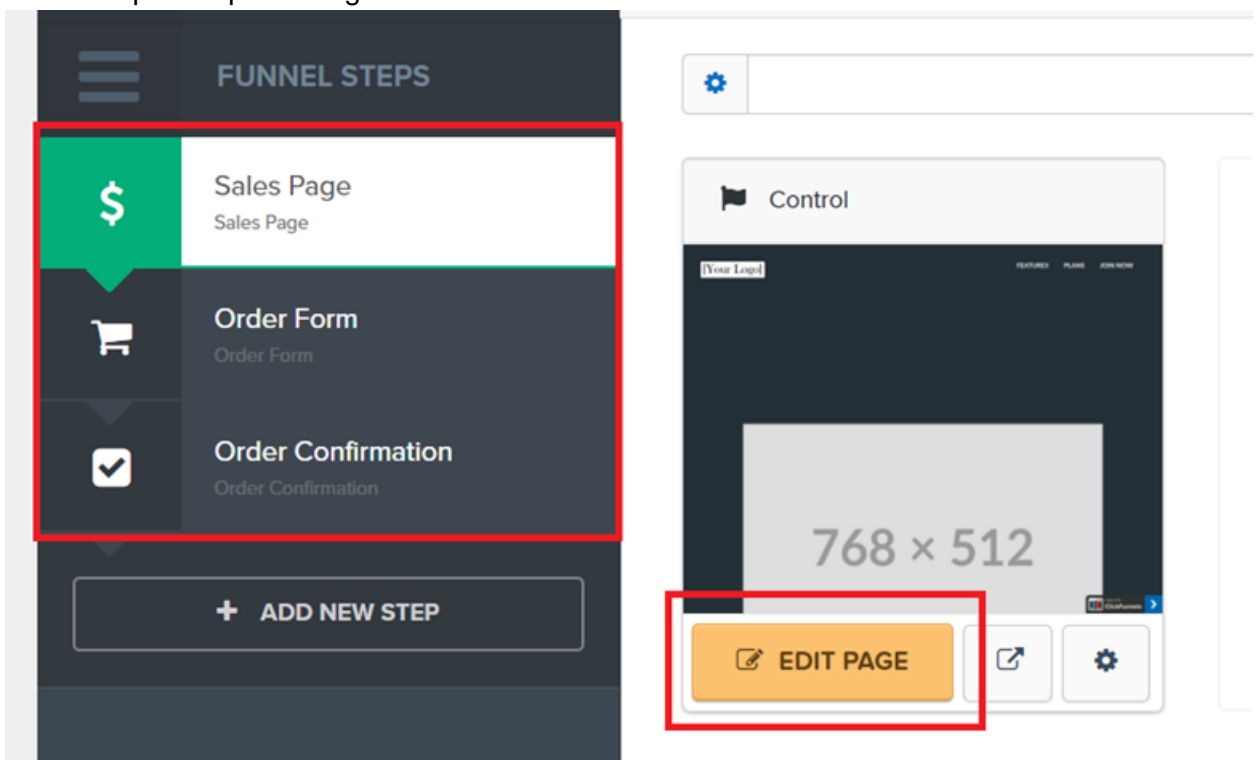 FUNNEL STEPS
Sales Page
Sales Page
Order Form
Order Form
Order Confirmation
Order Confirmation
+ ADD NEW STEP
Control
[Your Logo]
FEATURES PLANS JOIN NOW
768 × 512
ClickFunnels
EDIT PAGE